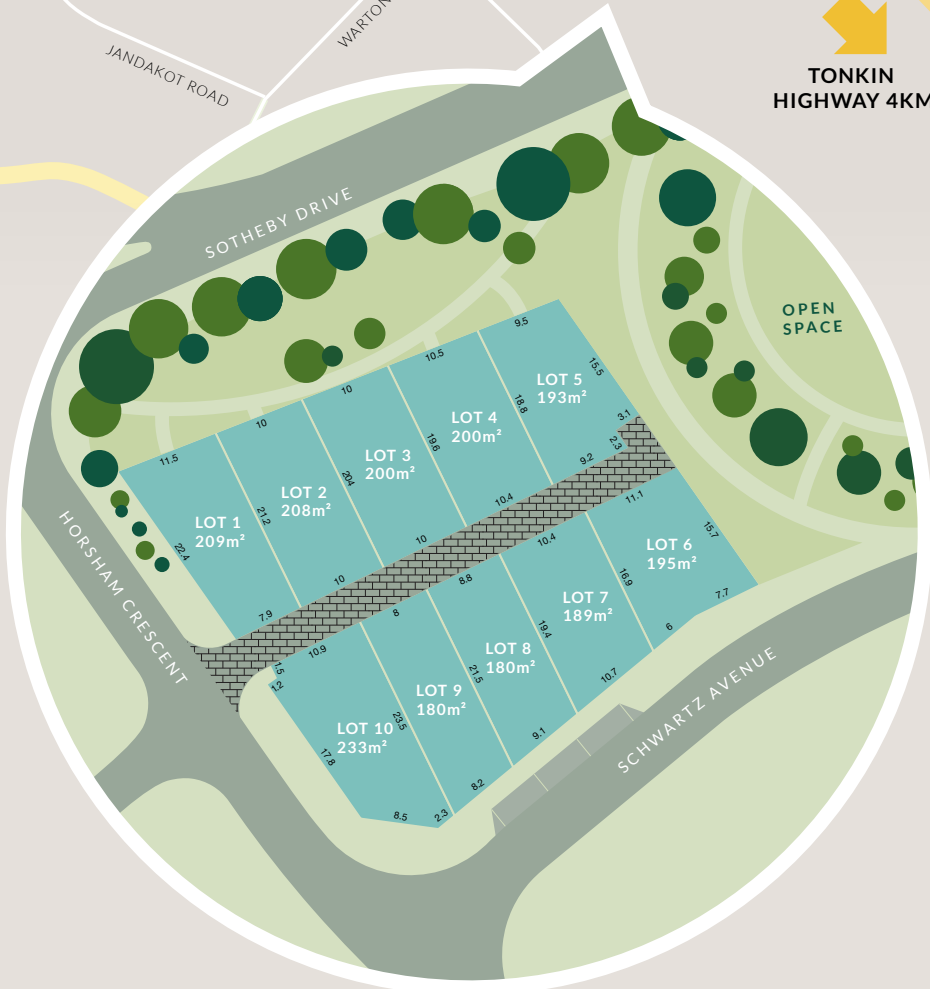 WARTON
JANDAKOT ROAD
TONKIN
HIGHWAY 4KM
SOTHEBY DRIVE
OPEN
SPACE
HORSHAM CRESCENT
SCHWARTZ AVENUE
LOT 1
209m²
11.5
22.4
7.9
21.2
LOT 2
208m²
10
10
204
LOT 3
200m²
10
10
19.6
LOT 4
200m²
10.5
10.4
18.8
LOT 5
193m²
9.5
15.5
3.1
2.3
9.2
LOT 6
195m²
11.1
15.7
7.7
6
16.9
LOT 7
189m²
10.4
10.7
19.4
LOT 8
180m²
8.8
9.1
21.5
LOT 9
180m²
8
8.2
23.5
LOT 10
233m²
10.9
1.5
1.2
17.8
8.5
2.3